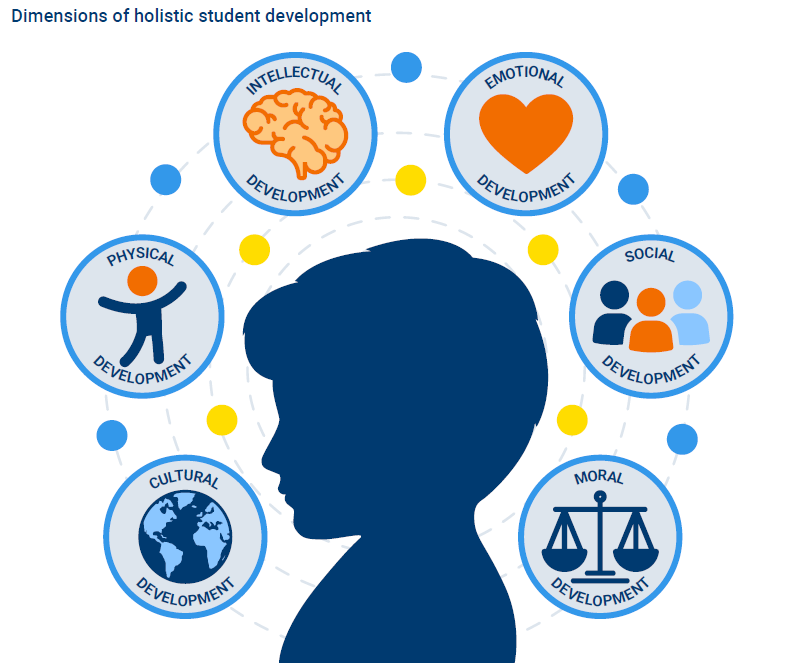 Dimensions of holistic student development
INTELLECTUAL
DEVELOPMENT
EMOTIONAL
DEVELOPMENT
PHYSICAL
DEVELOPMENT
SOCIAL
DEVELOPMENT
CULTURAL
DEVELOPMENT
MORAL
DEVELOPMENT